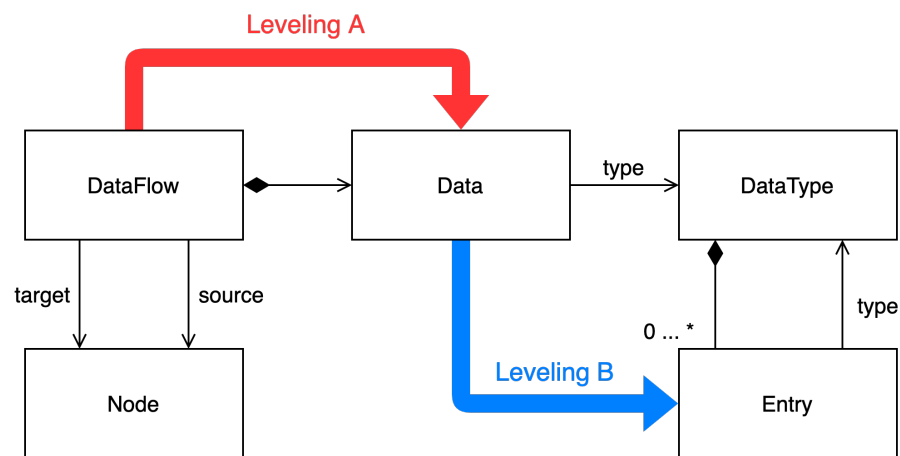 Leveling A
DataFlow
Data
type
DataType
target
source
0 ... *
type
Leveling B
Node
Entry